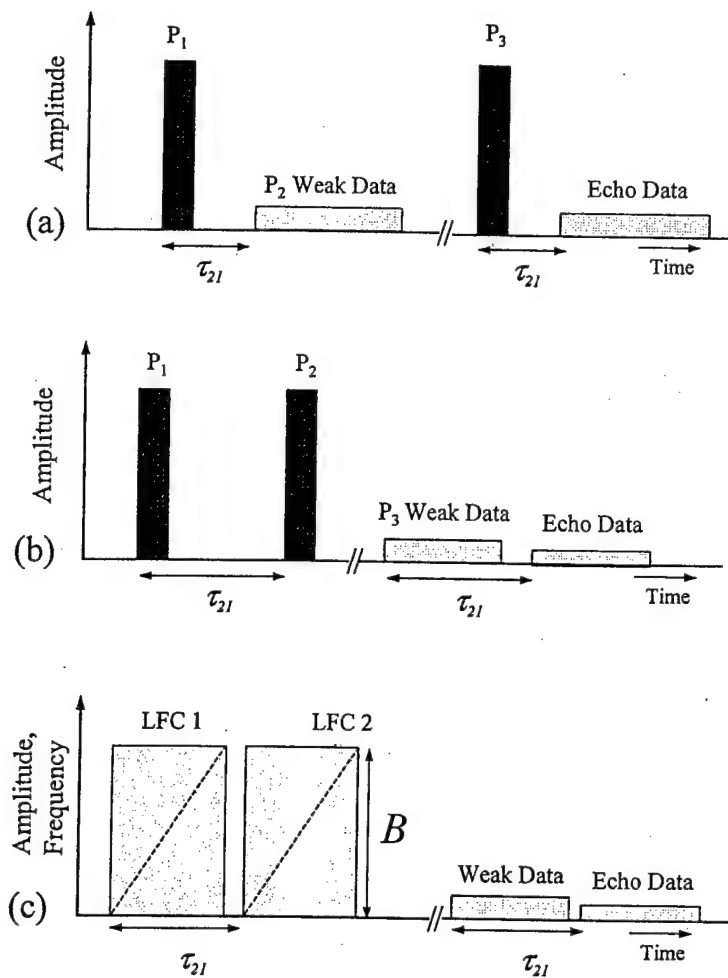 P1
P3
Amplitude
P2 Weak Data
Echo Data
(a)
//
τ21
τ21
Time
P1
P2
Amplitude
P3 Weak Data
Echo Data
(b)
//
τ21
τ21
Time
LFC 1
LFC 2
Amplitude,
Frequency
B
Weak Data
Echo Data
(c)
//
τ21
τ21
Time